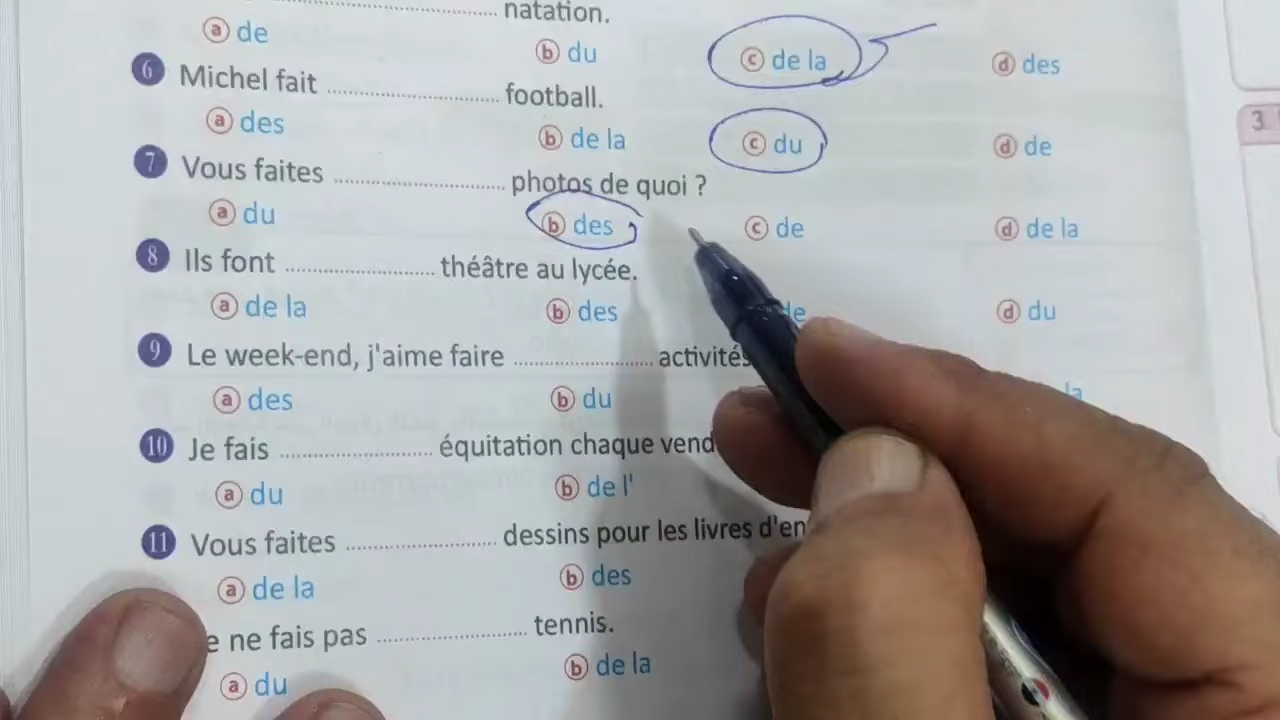 ............ natation.
a de b du c de la d des
6 Michel fait ............ football.
a des b de la c du d de
7 Vous faites ............ photos de quoi ?
a du b des c de d de la
8 Ils font ............ théâtre au lycée.
a de la b des de d du
9 Le week-end, j'aime faire ............ activités
a des b du la
10 Je fais ............ équitation chaque vend
a du b de l'
11 Vous faites ............ dessins pour les livres d'en
a de la b des
e ne fais pas ............ tennis.
a du b de la
3